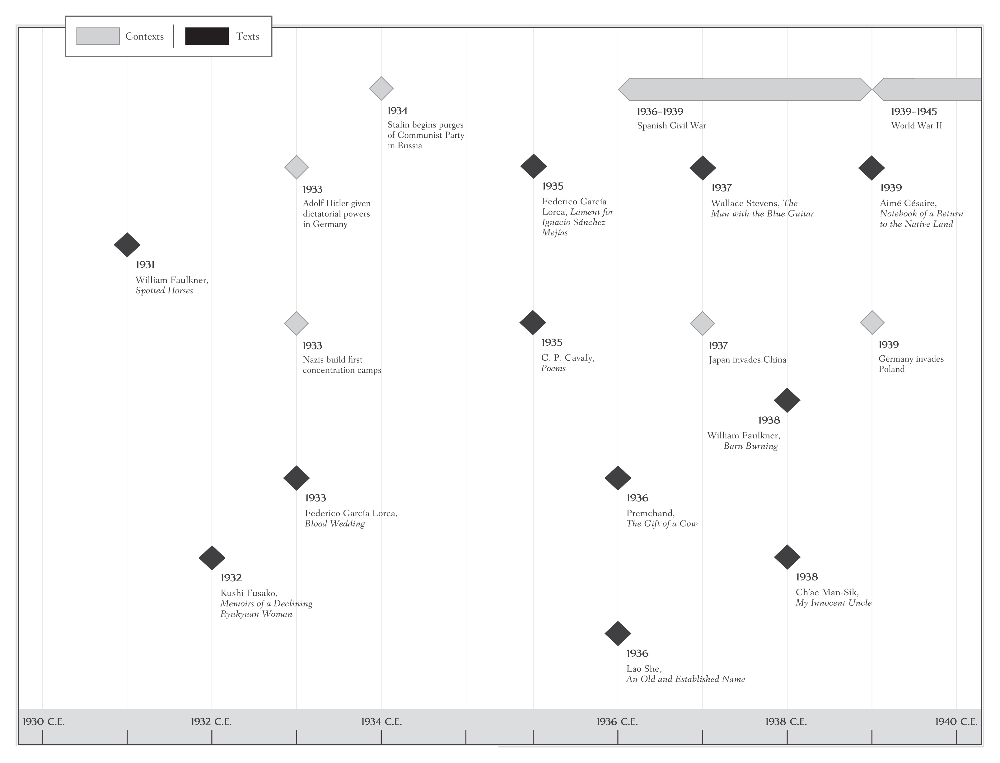 Contexts
Texts
1934
Stalin begins purges
of Communist Party
in Russia
1936–1939
Spanish Civil War
1939–1945
World War II
1933
Adolf Hitler given
dictatorial powers
in Germany
1935
Federico García
Lorca, Lament for
Ignacio Sánchez
Mejías
1937
Wallace Stevens, The
Man with the Blue Guitar
1939
Aimé Césaire,
Notebook of a Return
to the Native Land
1931
William Faulkner,
Spotted Horses
1933
Nazis build first
concentration camps
1935
C. P. Cavafy,
Poems
1937
Japan invades China
1939
Germany invades
Poland
1938
William Faulkner,
Barn Burning
1933
Federico García Lorca,
Blood Wedding
1936
Premchand,
The Gift of a Cow
1932
Kushi Fusako,
Memoirs of a Declining
Ryukyuan Woman
1938
Ch’ae Man-Sik,
My Innocent Uncle
1936
Lao She,
An Old and Established Name
1930 C.E.
1932 C.E.
1934 C.E.
1936 C.E.
1938 C.E.
1940 C.E.